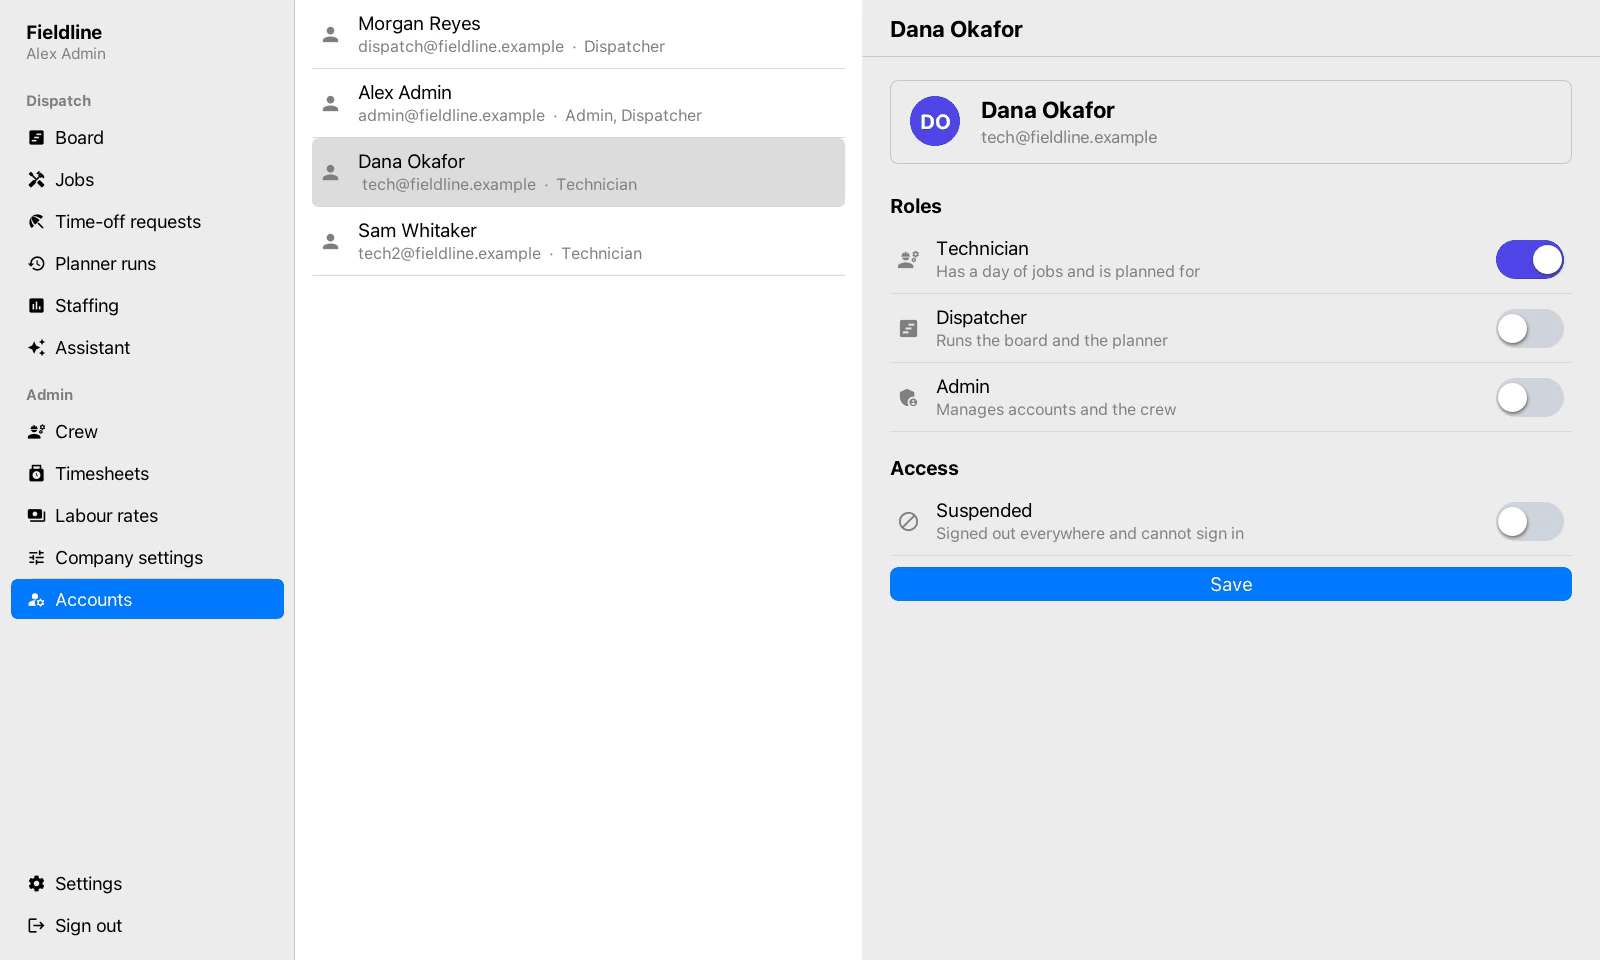 Fieldline
Alex Admin
Dispatch
Board
Jobs
Time-off requests
Planner runs
Staffing
Assistant
Admin
Crew
Timesheets
Labour rates
Company settings
Accounts
Settings
Sign out
Morgan Reyes
dispatch@fieldline.example · Dispatcher
Alex Admin
admin@fieldline.example · Admin, Dispatcher
Dana Okafor
tech@fieldline.example · Technician
Sam Whitaker
tech2@fieldline.example · Technician
Dana Okafor
DO
Dana Okafor
tech@fieldline.example
Roles
Technician
Has a day of jobs and is planned for
Dispatcher
Runs the board and the planner
Admin
Manages accounts and the crew
Access
Suspended
Signed out everywhere and cannot sign in
Save